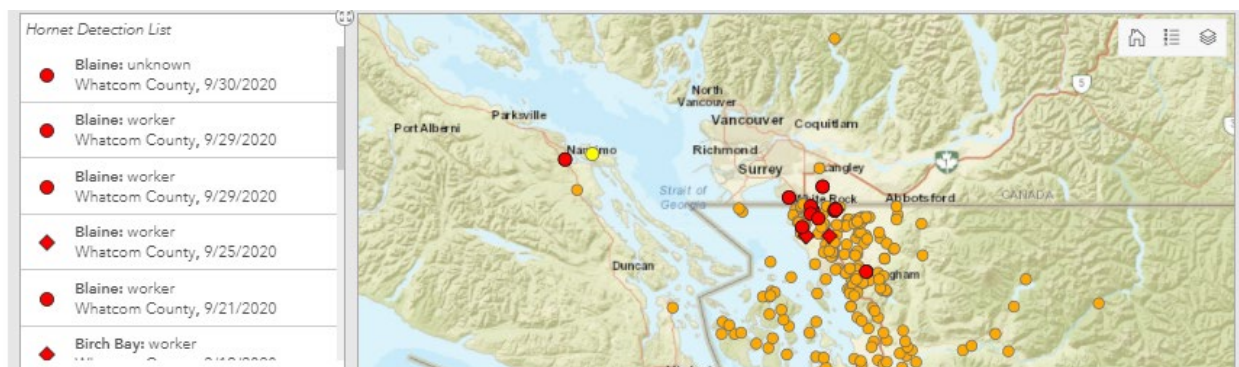 Hornet Detection List
Blaine: unknown
Whatcom County, 9/30/2020
Blaine: worker
Whatcom County, 9/29/2020
Blaine: worker
Whatcom County, 9/29/2020
Blaine: worker
Whatcom County, 9/25/2020
Blaine: worker
Whatcom County, 9/21/2020
Birch Bay: worker
North
Vancouver
Vancouver
Coquitlam
Parksville
Port Alberni
Richmond
Surrey
Strait of
Georgia
Abbotsford
CANADA
Duncan
5
1